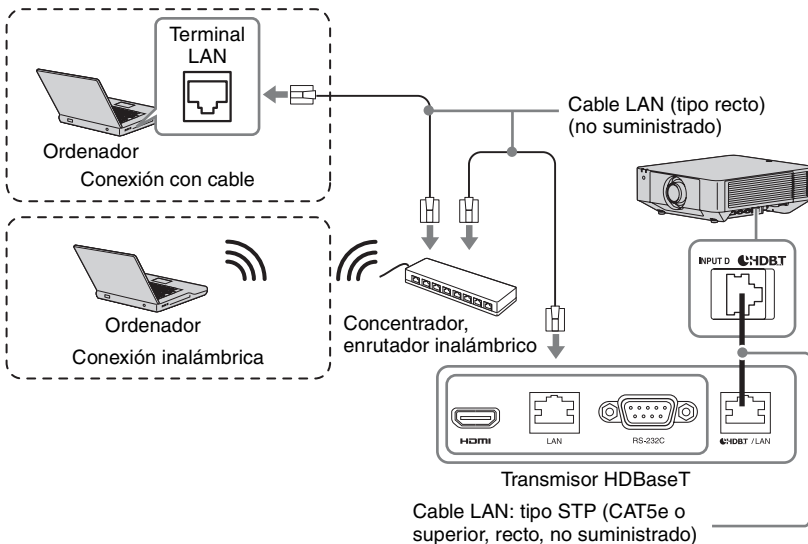 Terminal
LAN
Ordenador
Conexión con cable
Cable LAN (tipo recto)
(no suministrado)
Ordenador
Conexión inalámbrica
Concentrador,
enrutador inalámbrico
INPUT D HDBT
HDMI
LAN
RS-232C
HDBT / LAN
Transmisor HDBaseT
Cable LAN: tipo STP (CAT5e o
superior, recto, no suministrado)